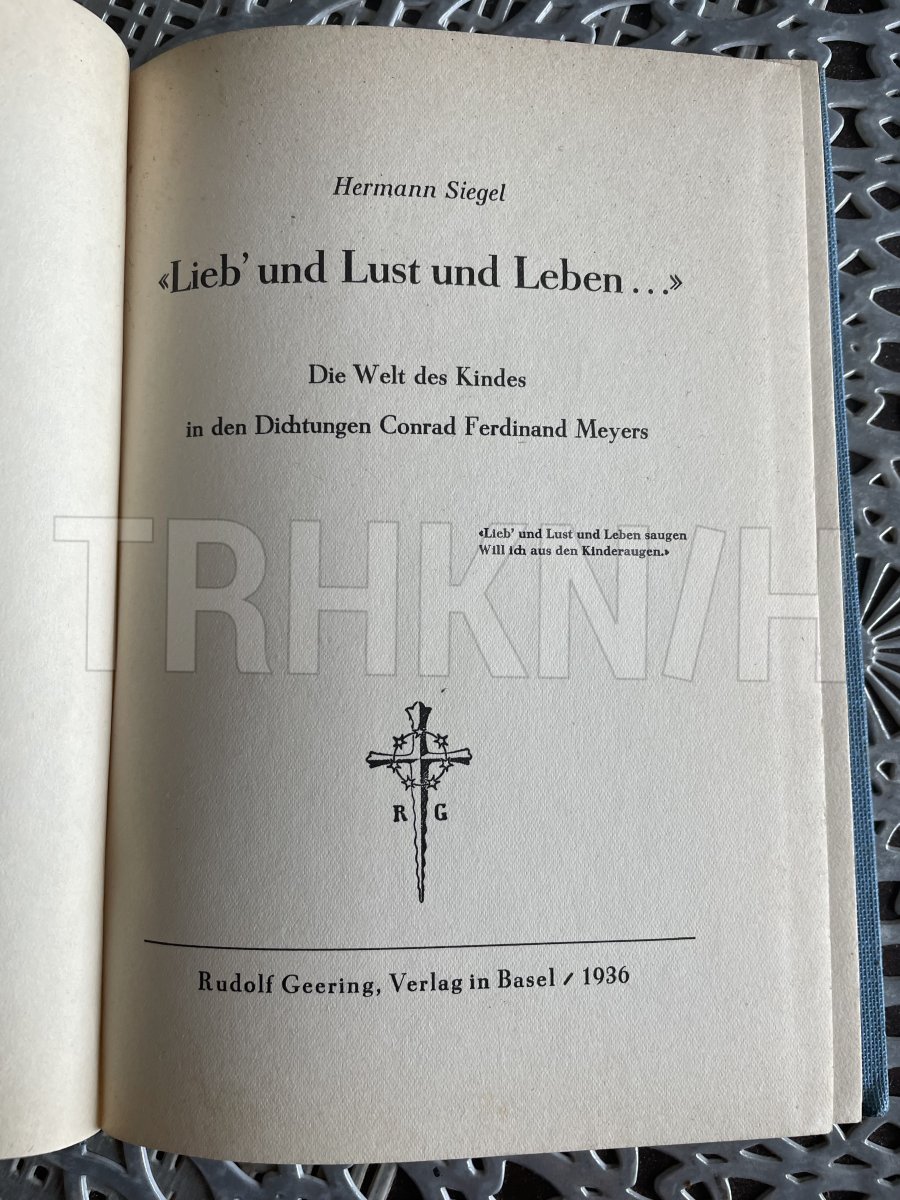 Hermann Siegel
«Lieb’ und Lust und Leben...»
Die Welt des Kindes
in den Dichtungen Conrad Ferdinand Meyers
«Lieb’ und Lust und Leben saugen
Will ich aus den Kinderaugen.»
TRHKN/H
R G
Rudolf Geering, Verlag in Basel / 1936